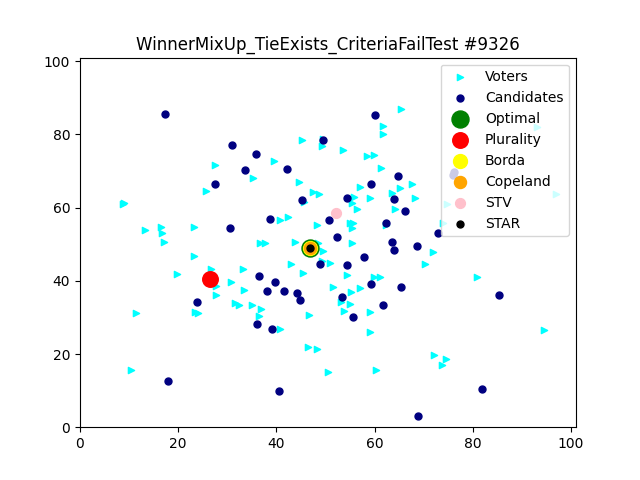 WinnerMixUp_TieExists_CriteriaFailTest #9326
100
80
60
40
20
0
0 20 40 60 80 100
Voters
Candidates
Optimal
Plurality
Borda
Copeland
STV
STAR